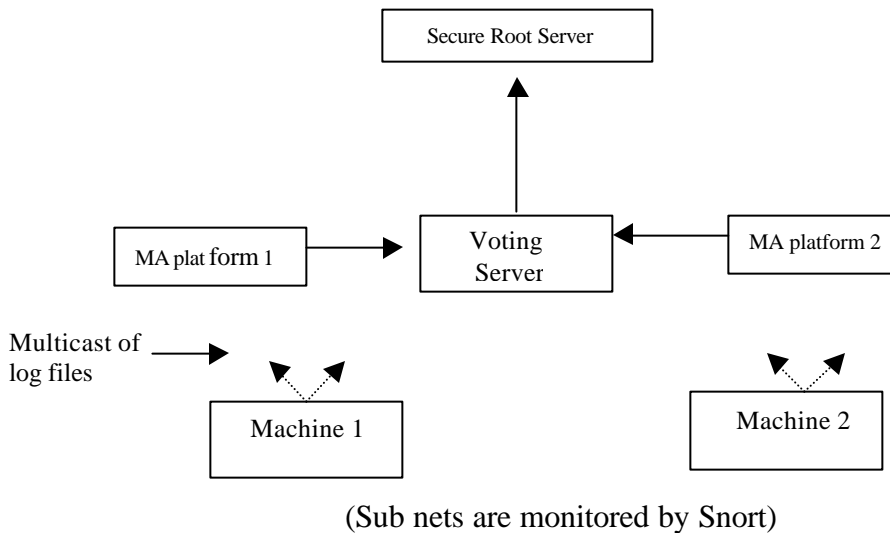 Secure Root Server
MA plat form 1
Voting
Server
MA platform 2
Multicast of
log files
Machine 1
Machine 2
(Sub nets are monitored by Snort)